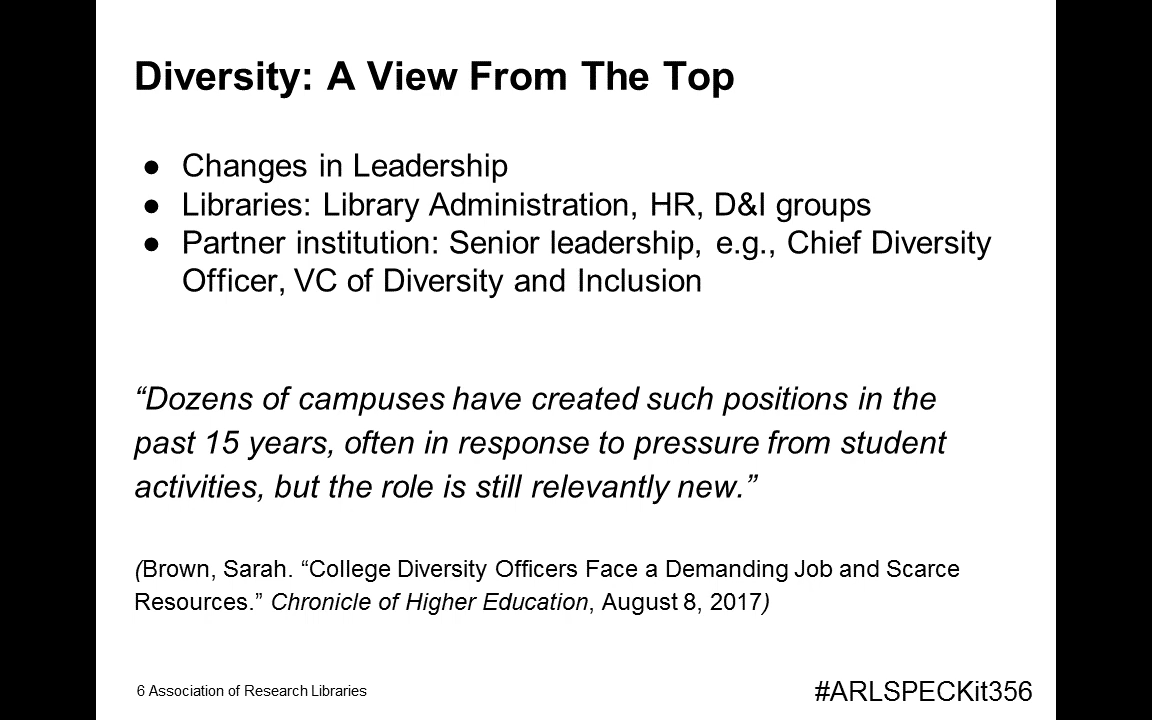 Diversity: A View From The Top
● Changes in Leadership
● Libraries: Library Administration, HR, D&I groups
● Partner institution: Senior leadership, e.g., Chief Diversity
Officer, VC of Diversity and Inclusion
“Dozens of campuses have created such positions in the
past 15 years, often in response to pressure from student
activities, but the role is still relevantly new.”
(Brown, Sarah. “College Diversity Officers Face a Demanding Job and Scarce
Resources.” Chronicle of Higher Education, August 8, 2017)
6 Association of Research Libraries
#ARLSPECKit356